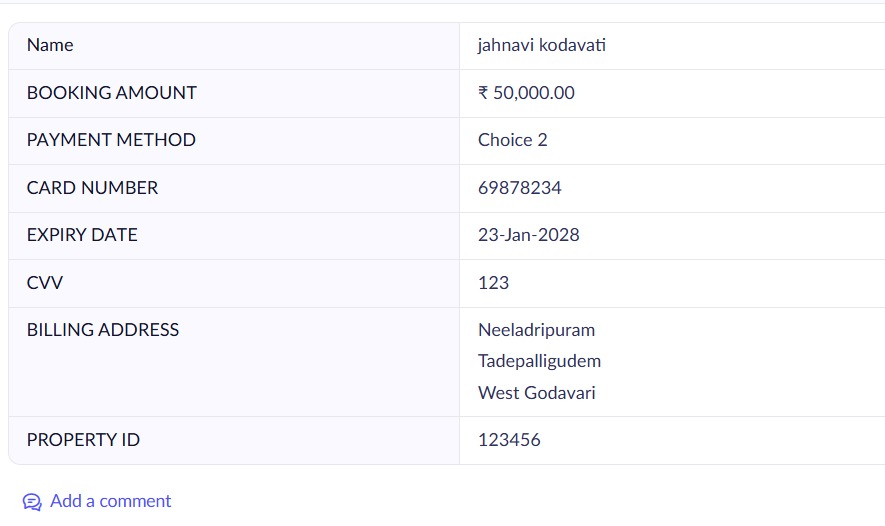 Name jahnavi kodavati
BOOKING AMOUNT ₹ 50,000.00
PAYMENT METHOD Choice 2
CARD NUMBER 69878234
EXPIRY DATE 23-Jan-2028
CVV 123
BILLING ADDRESS Neeladripuram
Tadepalligudem
West Godavari
PROPERTY ID 123456
Add a comment